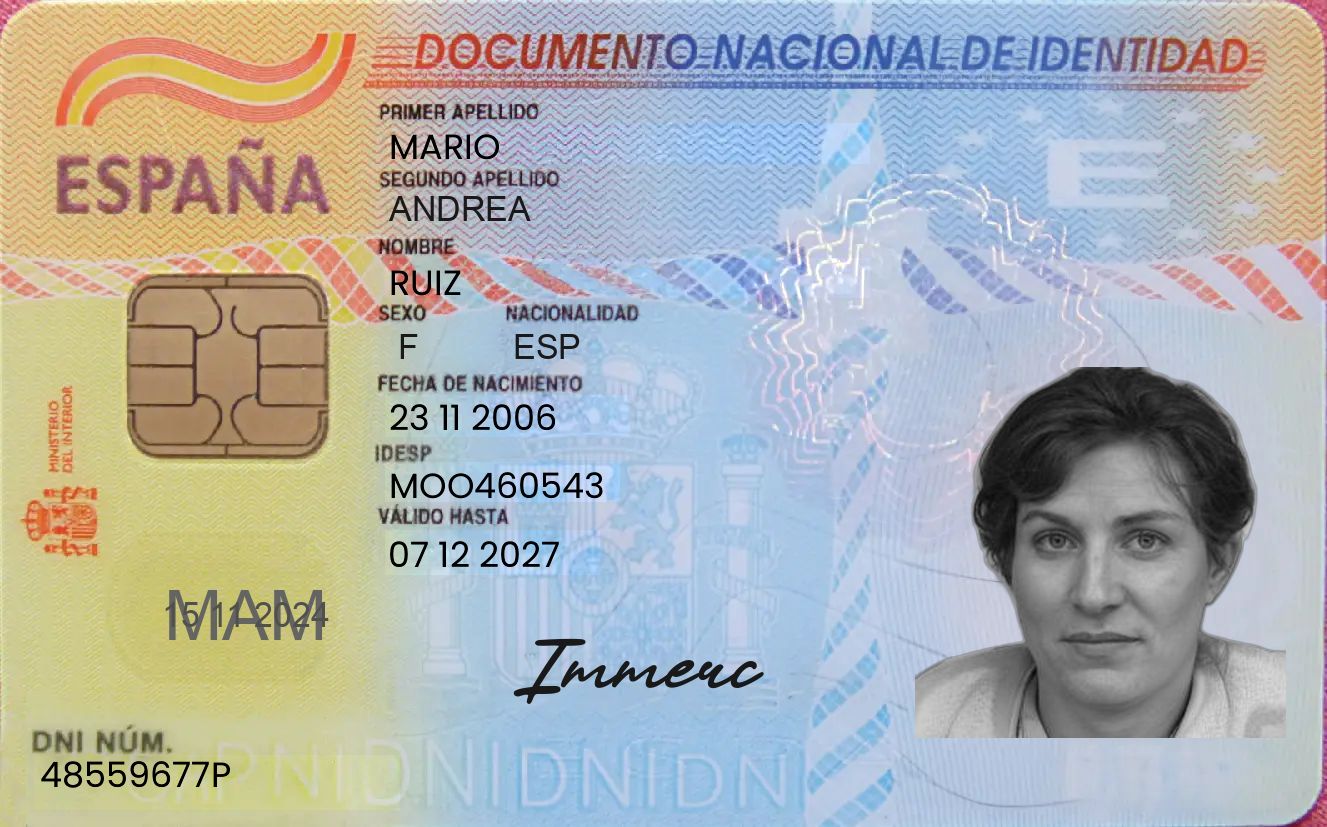 DOCUMENTO NACIONAL DE IDENTIDAD
ESPAÑA
PRIMER APELLIDO
MARIO
SEGUNDO APELLIDO
ANDREA
NOMBRE
RUIZ
SEXO NACIONALIDAD
F ESP
FECHA DE NACIMIENTO
23 11 2006
IDESP
MOO460543
VÁLIDO HASTA
07 12 2027
MINISTERIO
DEL INTERIOR
E
MAM
15 11 2024
Immeuc
DNI NÚM.
48559677P
DNIDNIDNIDN